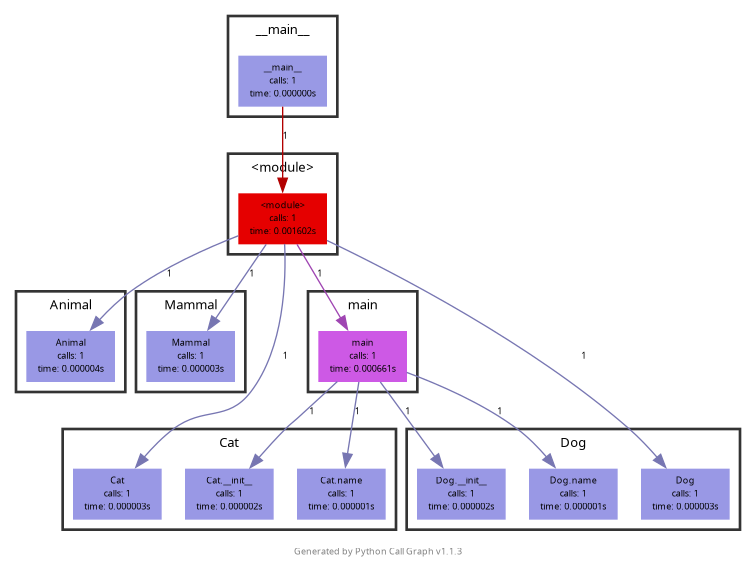 __main__
__main__
calls: 1
time: 0.000000s
1
<module>
<module>
calls: 1
time: 0.001602s
1
1
1
1
1
Animal
Animal
calls: 1
time: 0.000004s
Mammal
Mammal
calls: 1
time: 0.000003s
main
main
calls: 1
time: 0.000661s
1
1
1
1
Cat
Cat
calls: 1
time: 0.000003s
Cat.__init__
calls: 1
time: 0.000002s
Cat.name
calls: 1
time: 0.000001s
Dog
Dog.__init__
calls: 1
time: 0.000002s
Dog.name
calls: 1
time: 0.000001s
Dog
calls: 1
time: 0.000003s
Generated by Python Call Graph v1.1.3